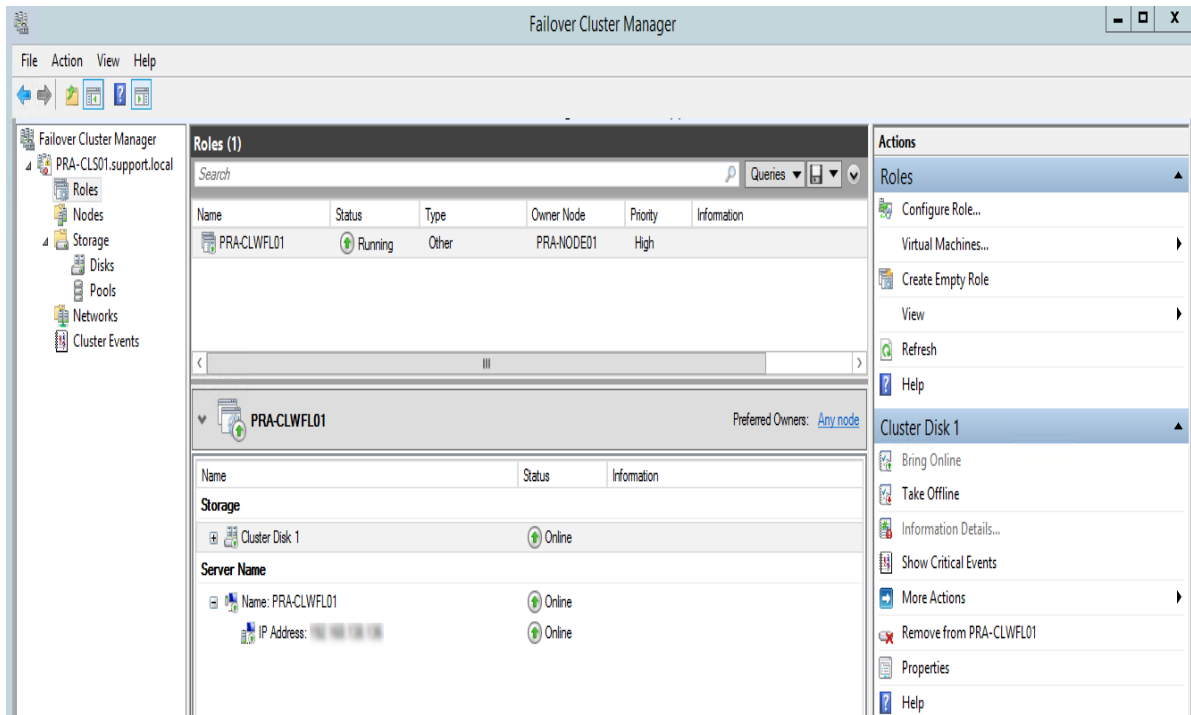 Failover Cluster Manager
File Action View Help
Failover Cluster Manager
PRA-CLS01.support.local
Roles
Nodes
Storage
Disks
Pools
Networks
Cluster Events
Roles (1)
Search
Queries
Name Status Type Owner Node Priority Information
PRA-CLWFL01 Running Other PRA-NODE01 High
PRA-CLWFL01 Preferred Owners: Any node
Name Status Information
Storage
Cluster Disk 1 Online
Server Name
Name: PRA-CLWFL01 Online
IP Address: Online
Actions
Roles
Configure Role...
Virtual Machines...
Create Empty Role
View
Refresh
Help
Cluster Disk 1
Bring Online
Take Offline
Information Details...
Show Critical Events
More Actions
Remove from PRA-CLWFL01
Properties
Help